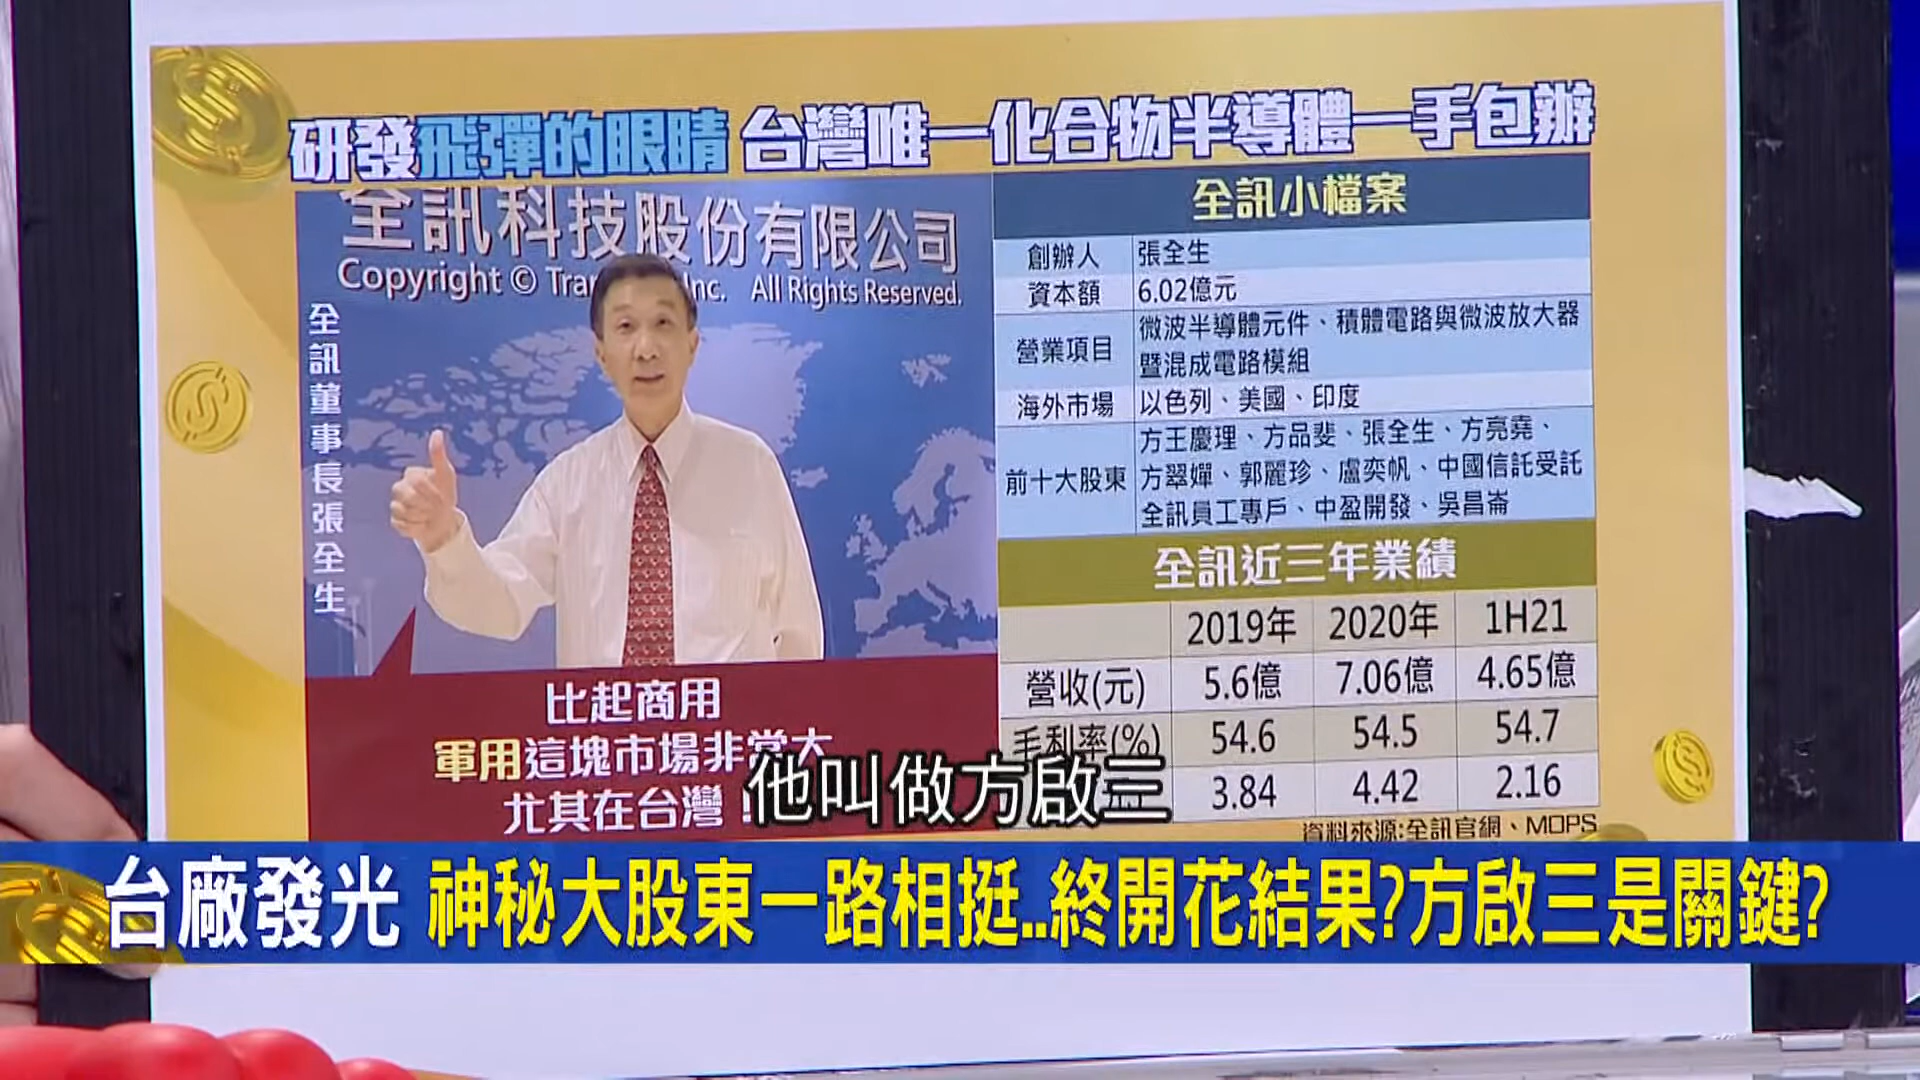 研發飛彈的眼睛 台灣唯一化合物半導體一手包辦
全訊科技股份有限公司
Copyright © Tran Inc. All Rights Reserved.
全訊董事長張全生
比起商用
軍用這塊市場非常大
尤其在台灣!
全訊小檔案
創辦人 張全生
資本額 6.02億元
營業項目 微波半導體元件、積體電路與微波放大器
暨混成電路模組
海外市場 以色列、美國、印度
前十大股東 方王慶理、方品斐、張全生、方亮堯、
方翠嬋、郭麗珍、盧奕帆、中國信託受託
全訊員工專戶、中盈開發、吳昌崙
全訊近三年業績
2019年 2020年 1H21
營收(元) 5.6億 7.06億 4.65億
毛利率(%) 54.6 54.5 54.7
3.84 4.42 2.16
資料來源:全訊官網、MOPS
他叫做方啟三
台廠發光 神秘大股東一路相挺..終開花結果?方啟三是關鍵?